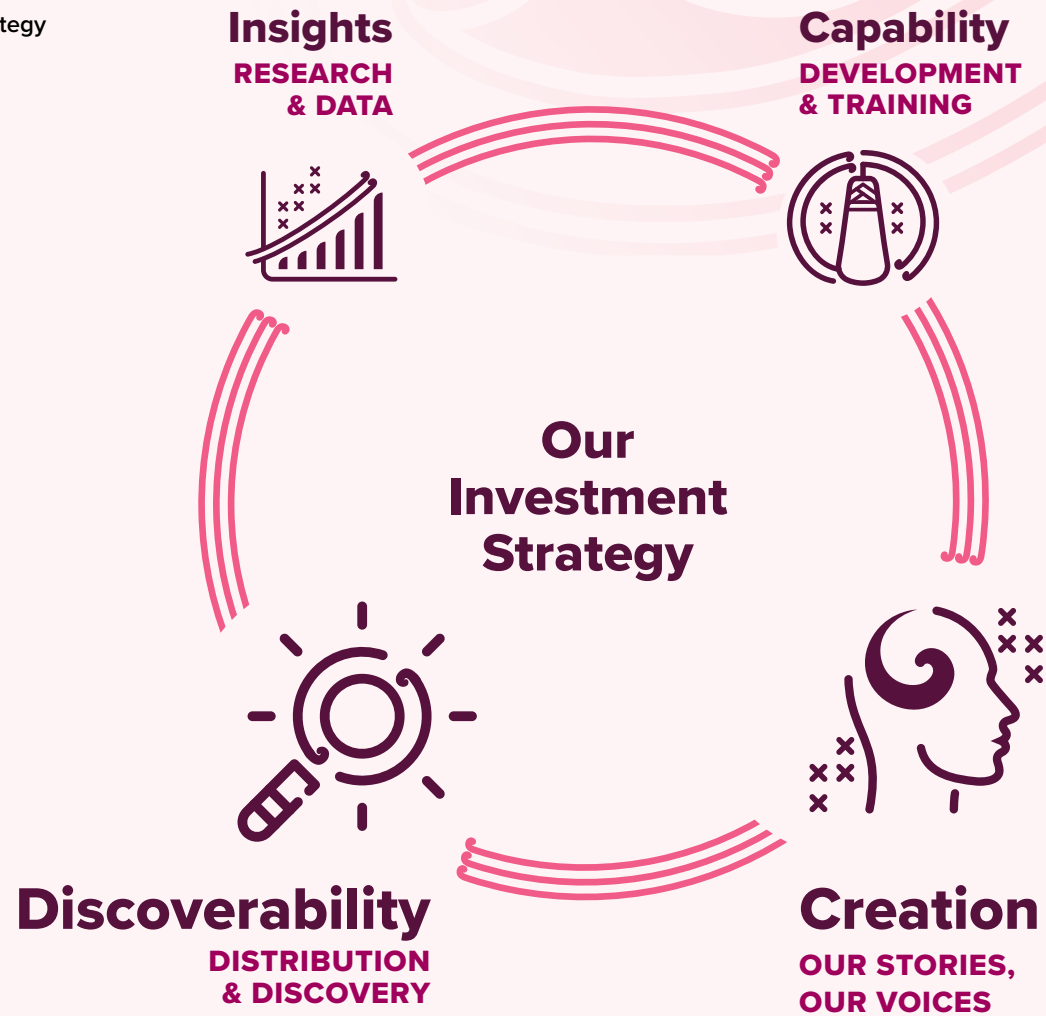 tegy
Insights
RESEARCH
& DATA
Capability
DEVELOPMENT
& TRAINING
Our
Investment
Strategy
Discoverability
DISTRIBUTION
& DISCOVERY
Creation
OUR STORIES,
OUR VOICES